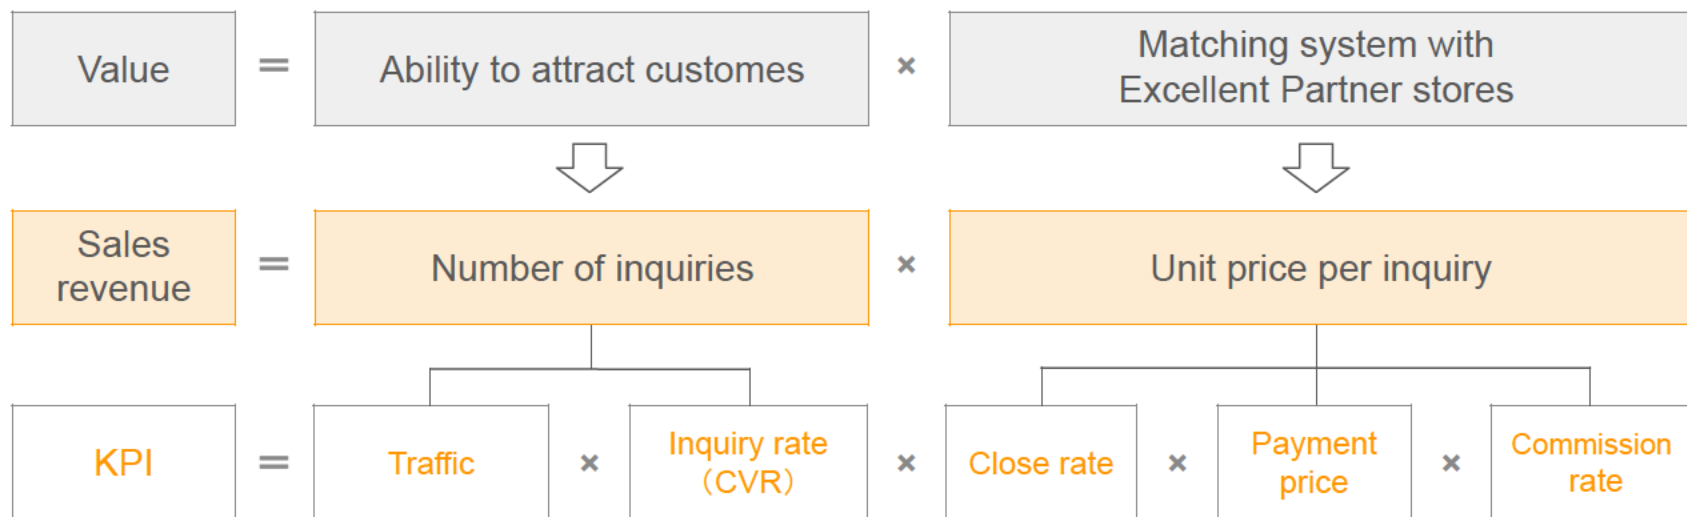 Value
=
Ability to attract customes
×
Matching system with
Excellent Partner stores
Sales
revenue
=
Number of inquiries
×
Unit price per inquiry
KPI
=
Traffic
×
Inquiry rate
（CVR）
×
Close rate
×
Payment
price
×
Commission
rate